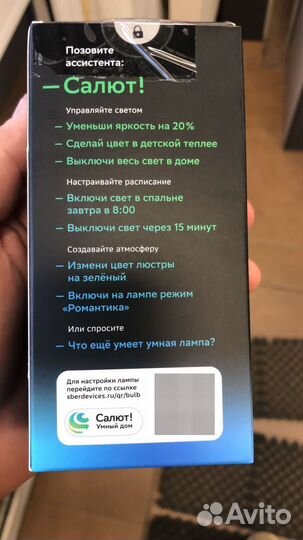 Позовите
ассистента:
— Салют!
Управляйте светом
— Уменьши яркость на 20%
— Сделай цвет в детской теплее
— Выключи весь свет в доме
Настраивайте расписание
— Включи свет в спальне
завтра в 8:00
— Выключи свет через 15 минут
Создавайте атмосферу
— Измени цвет люстры
на зелёный
— Включи на лампе режим
«Романтика»
Или спросите
— Что ещё умеет умная лампа?
Для настройки лампы
перейдите по ссылке
sberdevices.ru/qr/bulb
Салют!
Умный дом
Avito